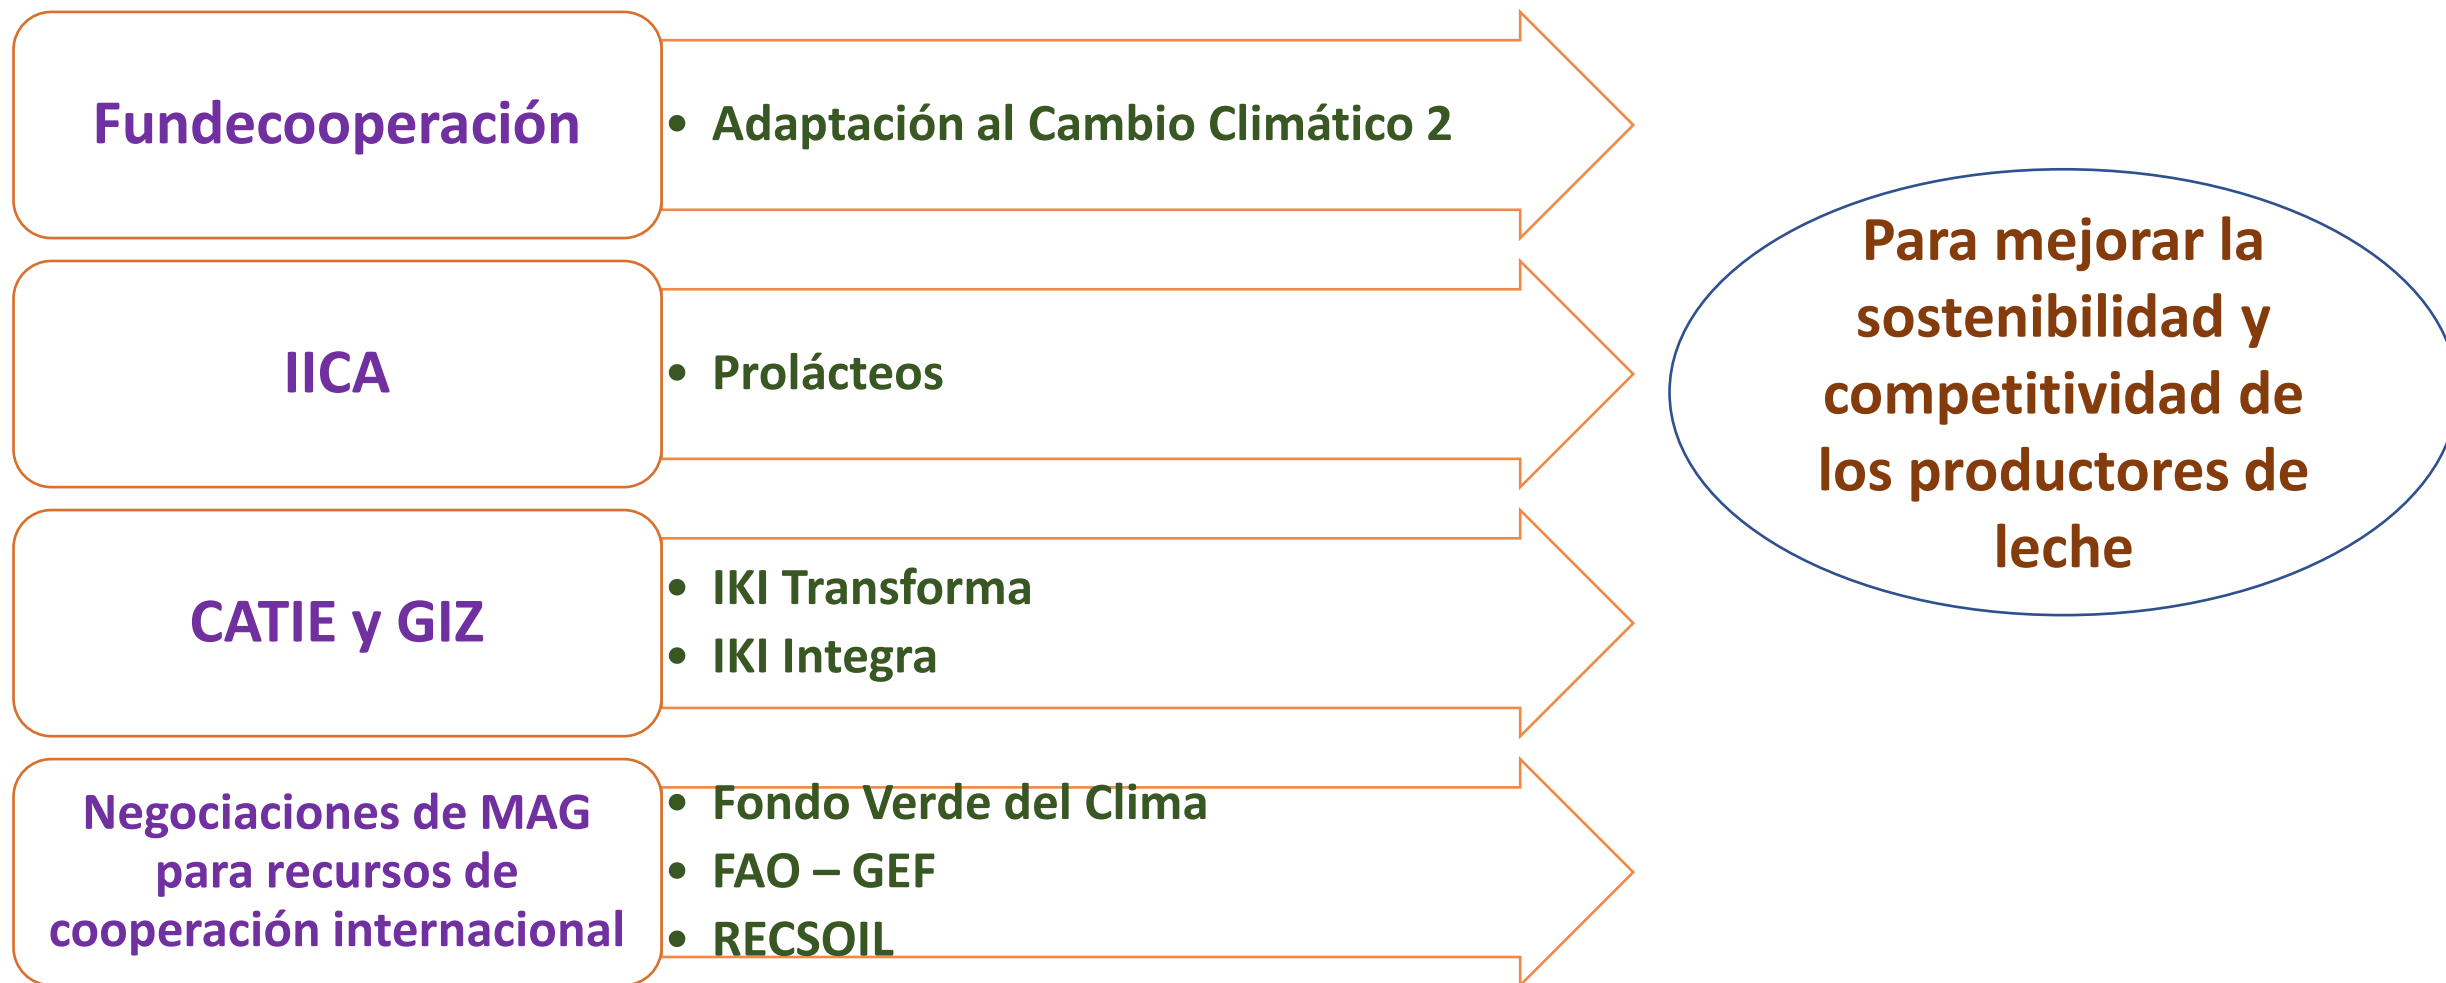 Fundecooperación
• Adaptación al Cambio Climático 2
IICA
• Prolácteos
CATIE y GIZ
• IKI Transforma
• IKI Integra
Negociaciones de MAG
para recursos de
cooperación internacional
• Fondo Verde del Clima
• FAO – GEF
• RECSOIL
Para mejorar la
sostenibilidad y
competitividad de
los productores de
leche